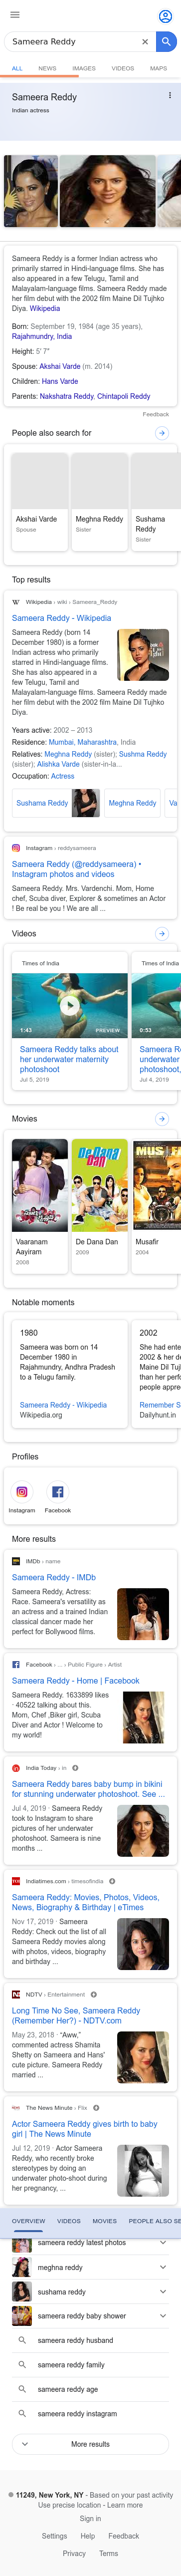 Sameera Reddy
ALL NEWS IMAGES VIDEOS MAPS
Sameera Reddy
Indian actress
Sameera Reddy is a former Indian actress who
primarily starred in Hindi-language films. She has
also appeared in a few Telugu, Tamil and
Malayalam-language films. Sameera Reddy made
her film debut with the 2002 film Maine Dil Tujhko
Diya. Wikipedia
Born: September 19, 1984 (age 35 years),
Rajahmundry, India
Height: 5′ 7″
Spouse: Akshai Varde (m. 2014)
Children: Hans Varde
Parents: Nakshatra Reddy, Chintapoli Reddy
Feedback
People also search for
Akshai Varde
Spouse
Meghna Reddy
Sister
Sushama
Reddy
Sister
Top results
Wikipedia › wiki › Sameera_Reddy
Sameera Reddy - Wikipedia
Sameera Reddy (born 14
December 1980) is a former
Indian actress who primarily
starred in Hindi-language
films. She has also appeared
in a few Telugu, Tamil and
Malayalam-language films. Sameera Reddy made
her film debut with the 2002 film Maine Dil Tujhko
Diya.
Years active: 2002 – 2013
Residence: Mumbai, Maharashtra, India
Relatives: Meghna Reddy (sister); Sushma Reddy
(sister); Alishka Varde (sister-in-la...
Occupation: Actress
Sushama Reddy
Meghna Reddy
Va
Instagram › reddysameera
Sameera Reddy (@reddysameera) •
Instagram photos and videos
Sameera Reddy. Mrs. Vardenchi. Mom, Home
chef, Scuba diver, Explorer & sometimes an Actor
! Be real be you ! We are all ...
Videos
Times of India
1:43
PREVIEW
Sameera Reddy talks about
her underwater maternity
photoshoot
Jul 5, 2019
Times of India
0:53
Sameera Re
underwater
photoshoot,
Jul 4, 2019
Movies
Vaaranam
Aayiram
2008
De Dana Dan
De Dana Dan
2009
Musafir
2004
Notable moments
1980
Sameera was born on 14
December 1980 in
Rajahmundry, Andhra Pradesh
to a Telugu family.
Sameera Reddy - Wikipedia
Wikipedia.org
2002
She had ente
2002 & her de
Maine Dil Tujh
than her perfo
people apprec
Remember S
Dailyhunt.in
Profiles
Instagram
Facebook
More results
IMDb › name
Sameera Reddy - IMDb
Sameera Reddy, Actress:
Race. Sameera's versatility as
an actress and a trained Indian
classical dancer made her
perfect for Bollywood films.
Facebook › ... › Public Figure › Artist
Sameera Reddy - Home | Facebook
Sameera Reddy. 1633899 likes
· 40522 talking about this.
Mom, Chef ,Biker girl, Scuba
Diver and Actor ! Welcome to
my world!
India Today › in
Sameera Reddy bares baby bump in bikini
for stunning underwater photoshoot. See ...
Jul 4, 2019 · Sameera Reddy
took to Instagram to share
pictures of her underwater
photoshoot. Sameera is nine
months ...
Indiatimes.com › timesofindia
Sameera Reddy: Movies, Photos, Videos,
News, Biography & Birthday | eTimes
Nov 17, 2019 · Sameera
Reddy: Check out the list of all
Sameera Reddy movies along
with photos, videos, biography
and birthday ...
NDTV › Entertainment
Long Time No See, Sameera Reddy
(Remember Her?) - NDTV.com
May 23, 2018 · “Aww,”
commented actress Shamita
Shetty on Sameera and Hans'
cute picture. Sameera Reddy
married ...
The News Minute › Flix
Actor Sameera Reddy gives birth to baby
girl | The News Minute
Jul 12, 2019 · Actor Sameera
Reddy, who recently broke
stereotypes by doing an
underwater photo-shoot during
her pregnancy, ...
OVERVIEW VIDEOS MOVIES PEOPLE ALSO SE
sameera reddy latest photos
meghna reddy
sushama reddy
sameera reddy baby shower
sameera reddy husband
sameera reddy family
sameera reddy age
sameera reddy instagram
More results
11249, New York, NY - Based on your past activity
Use precise location - Learn more
Sign in
Settings Help Feedback
Privacy Terms